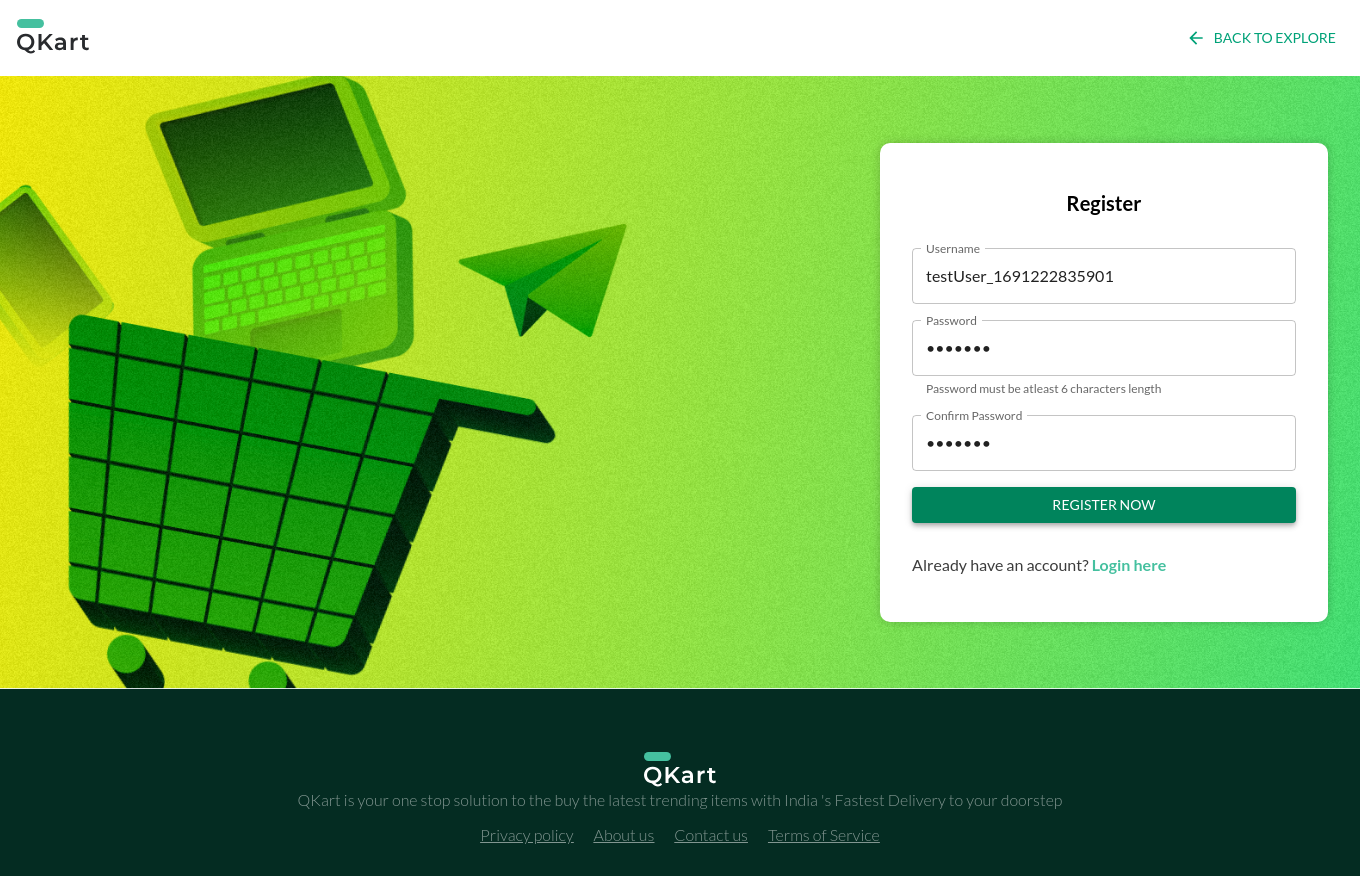 QKart
BACK TO EXPLORE
Register
Username
testUser_1691222835901
Password
•••••••
Password must be atleast 6 characters length
Confirm Password
•••••••
REGISTER NOW
Already have an account? Login here
QKart
QKart is your one stop solution to the buy the latest trending items with India 's Fastest Delivery to your doorstep
Privacy policy About us Contact us Terms of Service